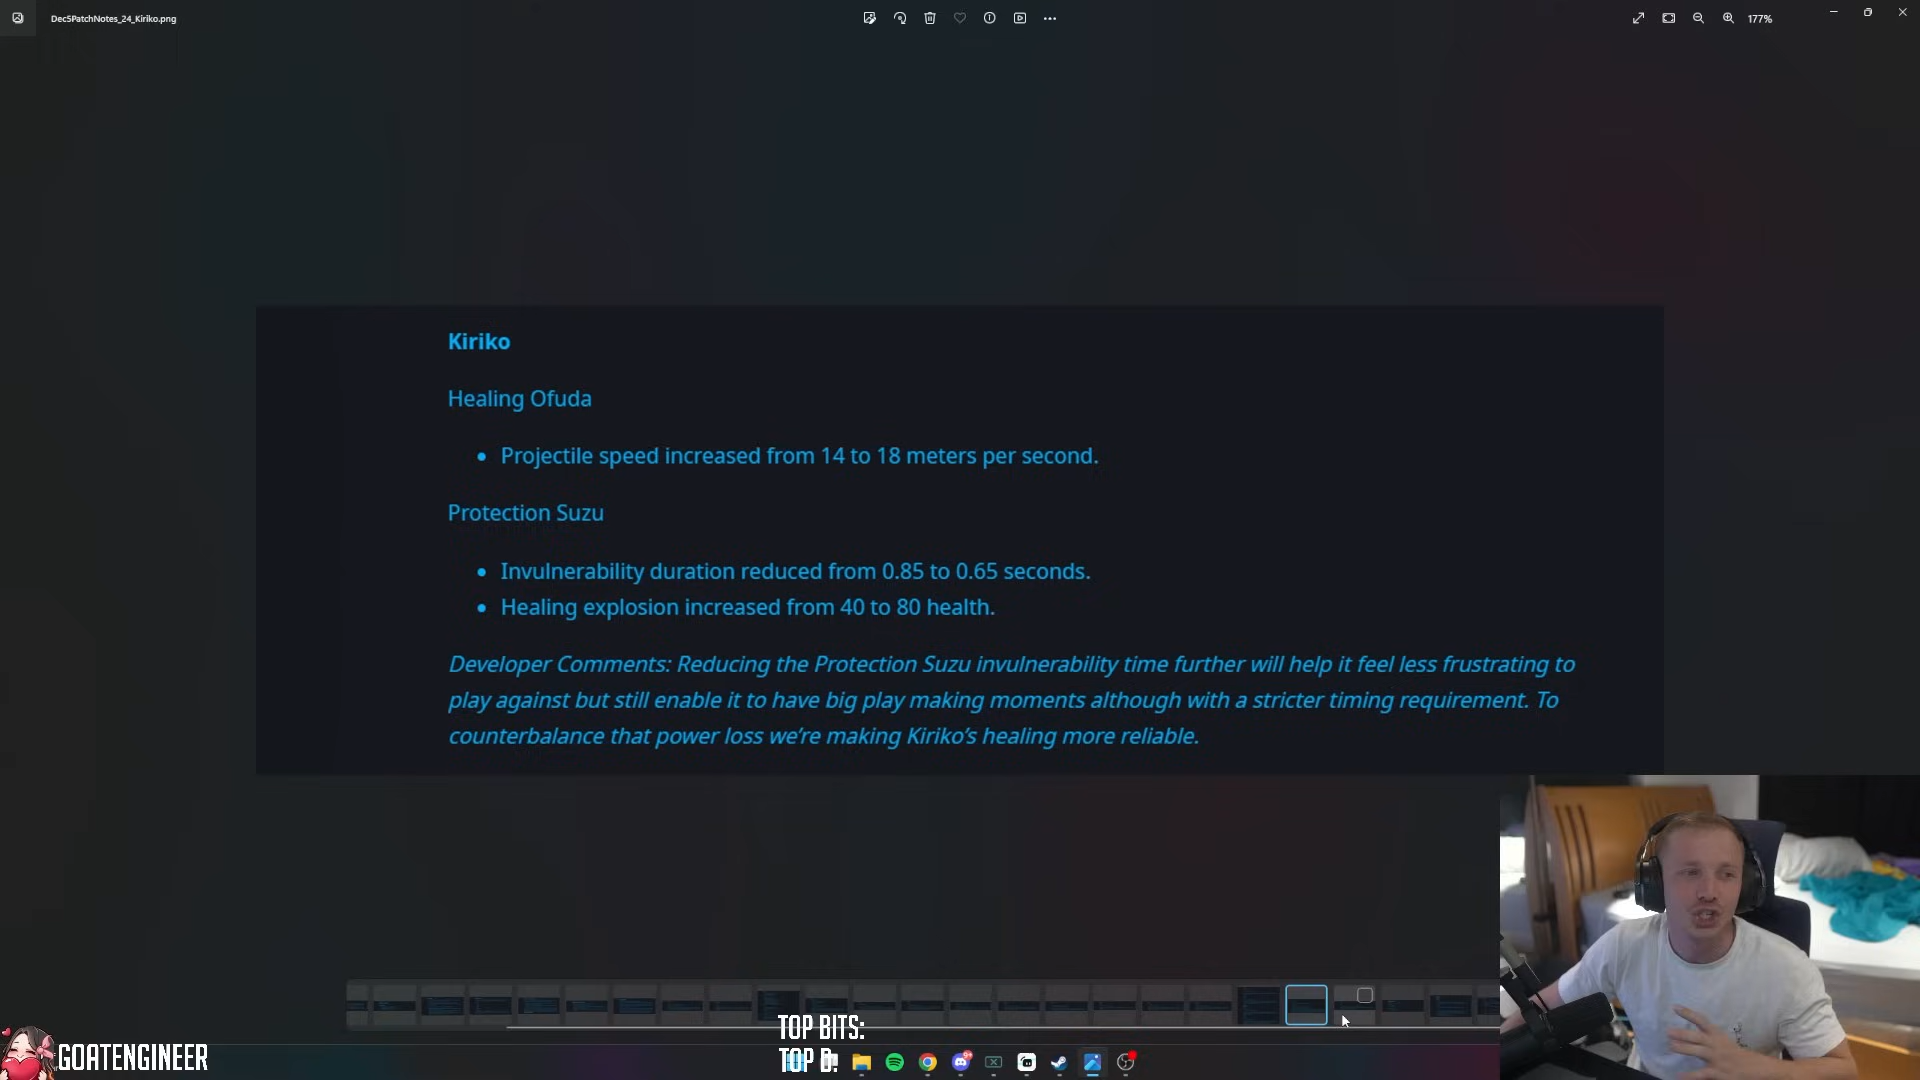 DecSPatchNotes_24_Kiriko.png
177%
Kiriko
Healing Ofuda
Projectile speed increased from 14 to 18 meters per second.
Protection Suzu
Invulnerability duration reduced from 0.85 to 0.65 seconds.
Healing explosion increased from 40 to 80 health.
Developer Comments: Reducing the Protection Suzu invulnerability time further will help it feel less frustrating to
play against but still enable it to have big play making moments although with a stricter timing requirement. To
counterbalance that power loss we’re making Kiriko’s healing more reliable.
TOP BITS:
TOP D:
GOATENGINEER